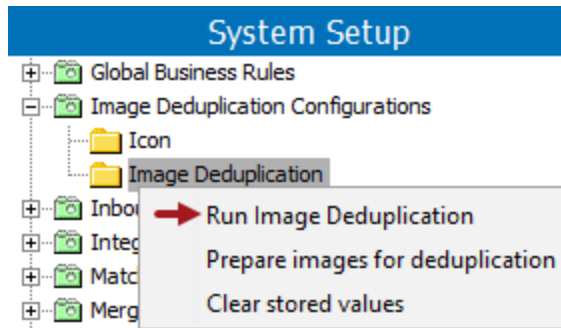 System Setup
Global Business Rules
Image Deduplication Configurations
Icon
Image Deduplication
Inbou
Run Image Deduplication
Integ
Prepare images for deduplication
Matc
Clear stored values
Merg